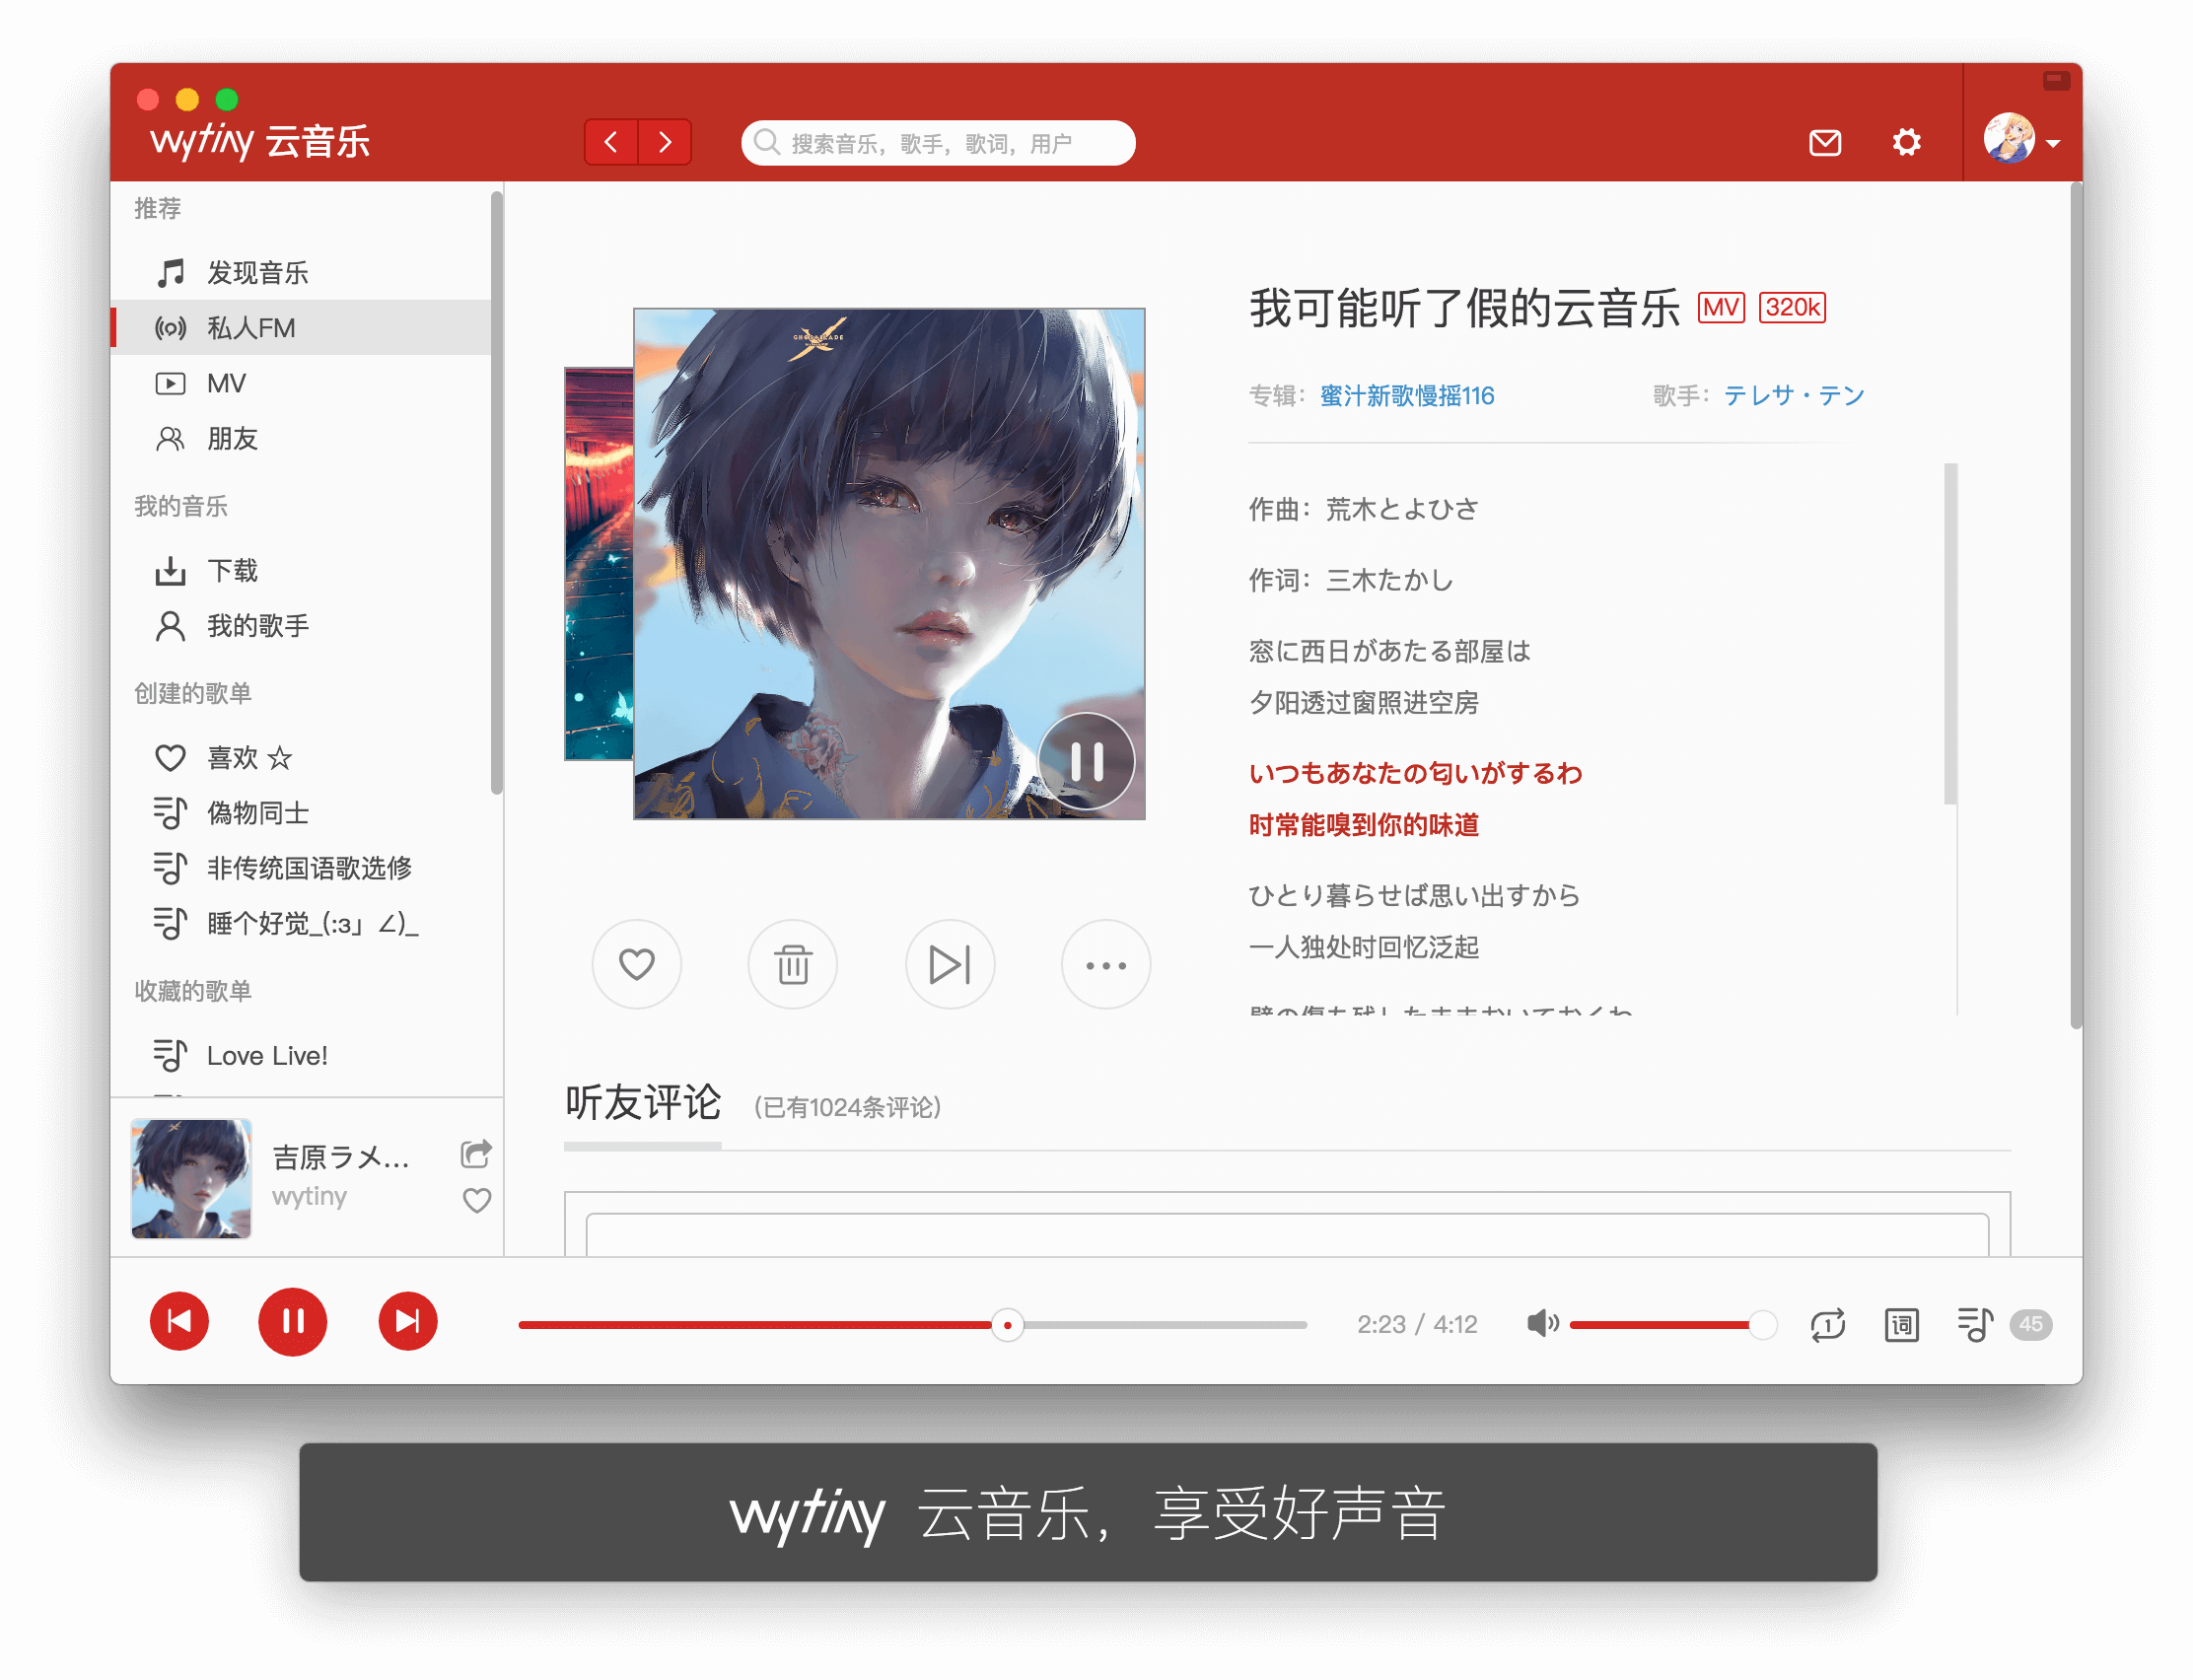 wytiny 云音乐
搜索音乐，歌手，歌词，用户
推荐
发现音乐
私人FM
MV
朋友
我的音乐
下载
我的歌手
创建的歌单
喜欢 ☆
偽物同士
非传统国语歌选修
睡个好觉_(:з」∠)_
收藏的歌单
Love Live!
吉原ラメ...
wytiny
GHOSTBLADE
我可能听了假的云音乐 MV 320k
专辑：蜜汁新歌慢摇116 歌手：テレサ・テン
作曲：荒木とよひさ
作词：三木たかし
窓に西日があたる部屋は
夕阳透过窗照进空房
いつもあなたの匂いがするわ
时常能嗅到你的味道
ひとり暮らせば思い出すから
一人独处时回忆泛起
听友评论 (已有1024条评论)
2:23 / 4:12
1
词
45
wytiny 云音乐，享受好声音